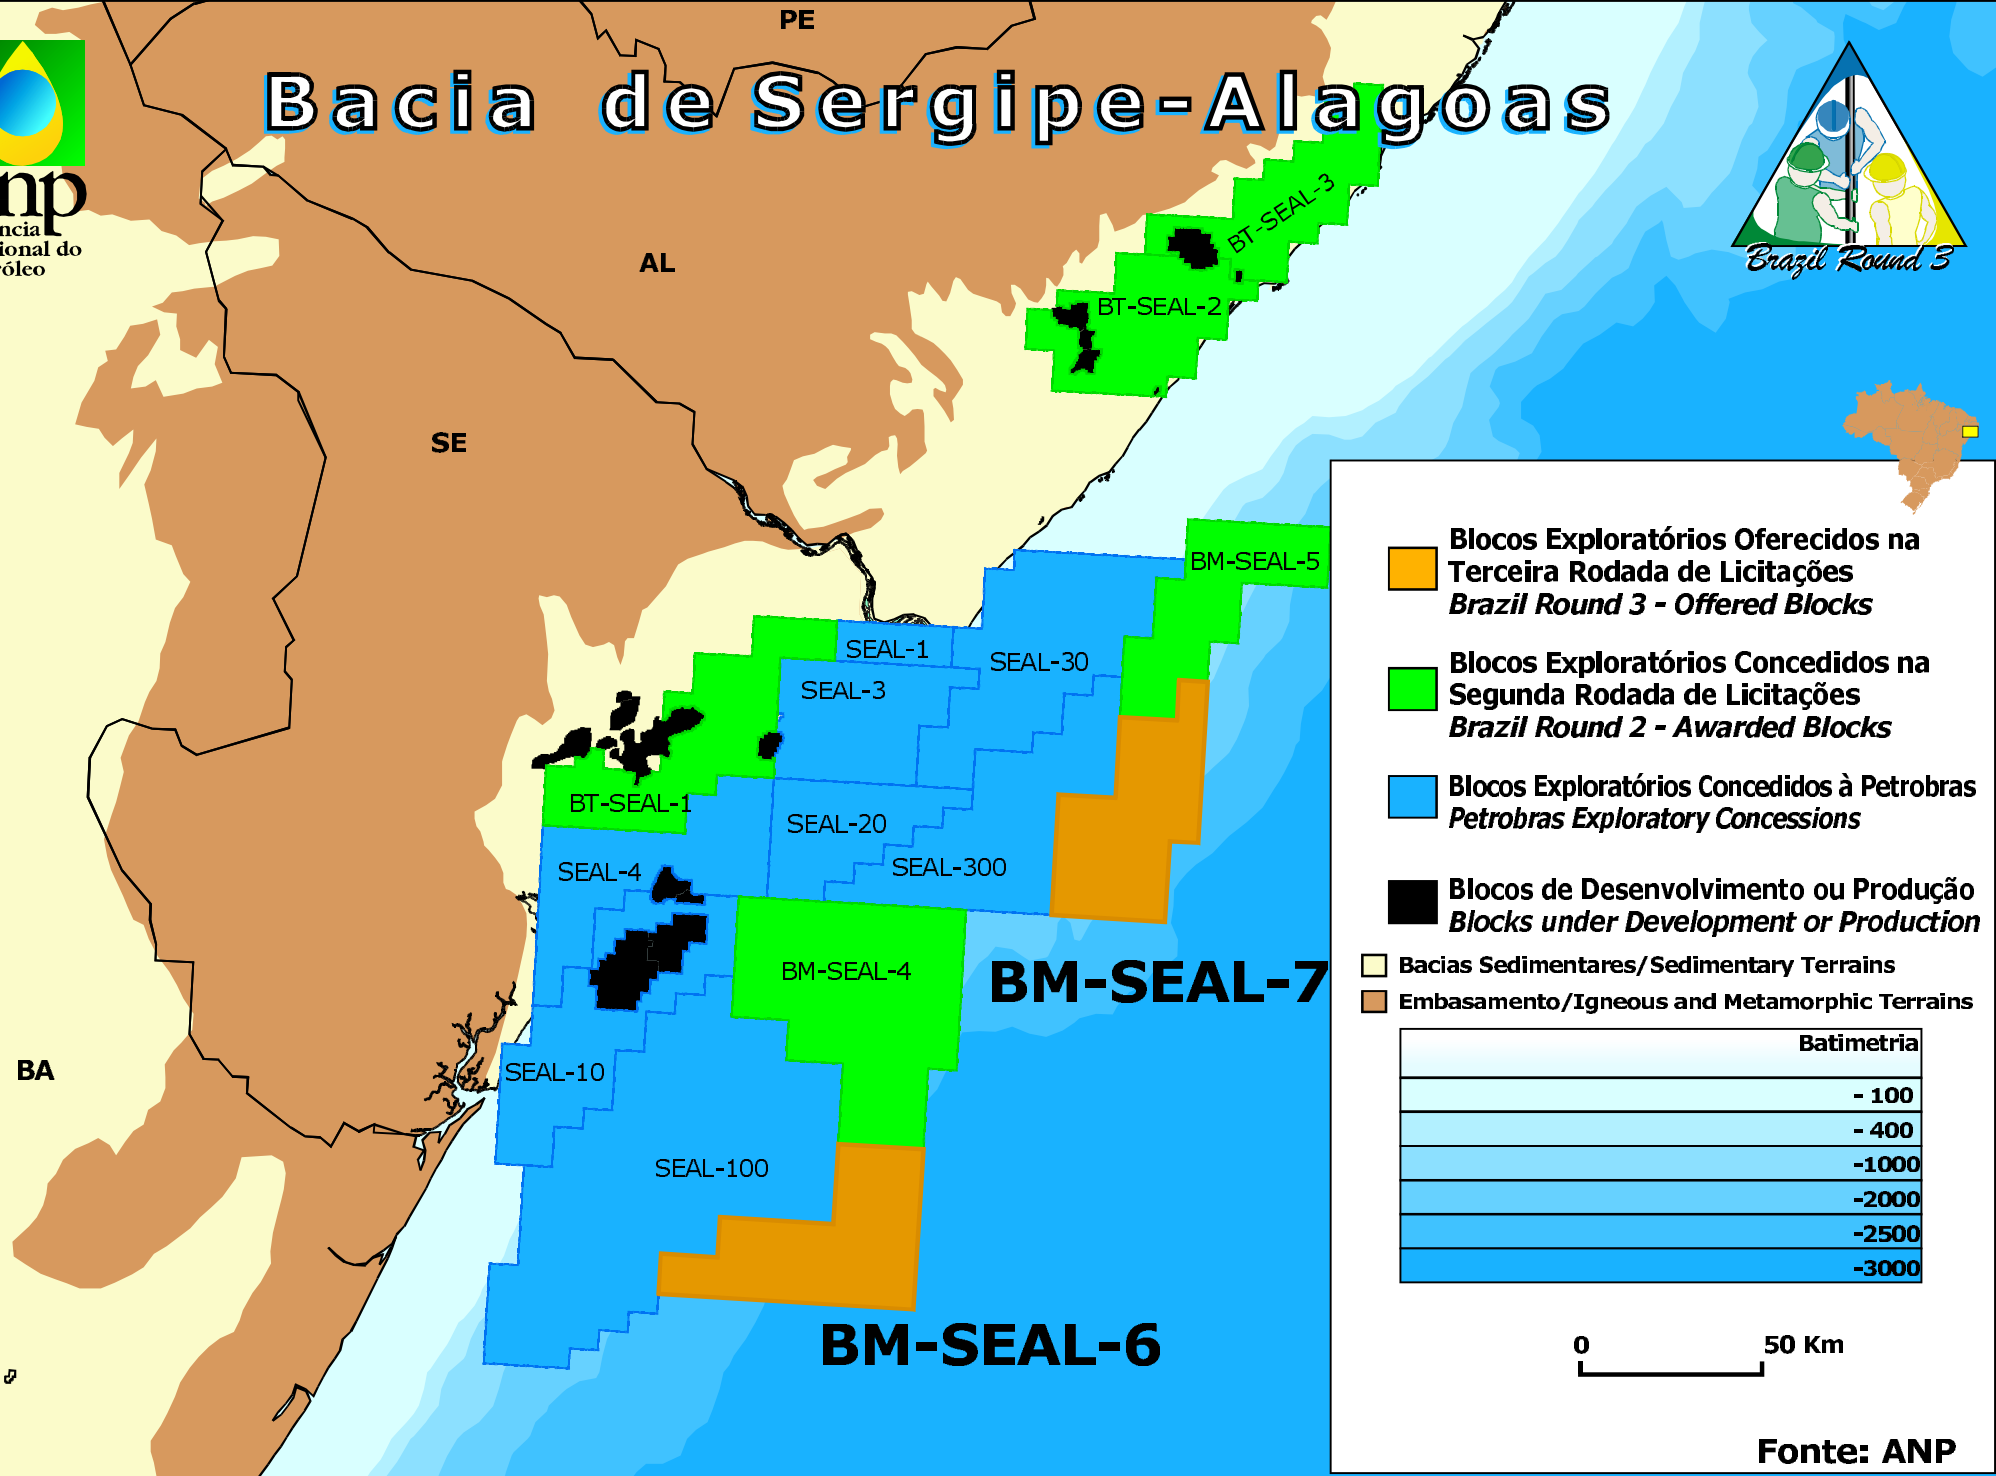 PE
Bacia de Sergipe-Alagoas
np
ncia
ional do
róleo
Brazil Round 3
AL
SE
BA
BT-SEAL-3
BT-SEAL-2
BM-SEAL-5
SEAL-1
SEAL-30
SEAL-3
BT-SEAL-1
SEAL-20
SEAL-4
SEAL-300
BM-SEAL-4
BM-SEAL-7
SEAL-10
SEAL-100
BM-SEAL-6
Blocos Exploratórios Oferecidos na
Terceira Rodada de Licitações
Brazil Round 3 - Offered Blocks
Blocos Exploratórios Concedidos na
Segunda Rodada de Licitações
Brazil Round 2 - Awarded Blocks
Blocos Exploratórios Concedidos à Petrobras
Petrobras Exploratory Concessions
Blocos de Desenvolvimento ou Produção
Blocks under Development or Production
Bacias Sedimentares/Sedimentary Terrains
Embasamento/Igneous and Metamorphic Terrains
Batimetria
- 100
- 400
-1000
-2000
-2500
-3000
0 50 Km
Fonte: ANP